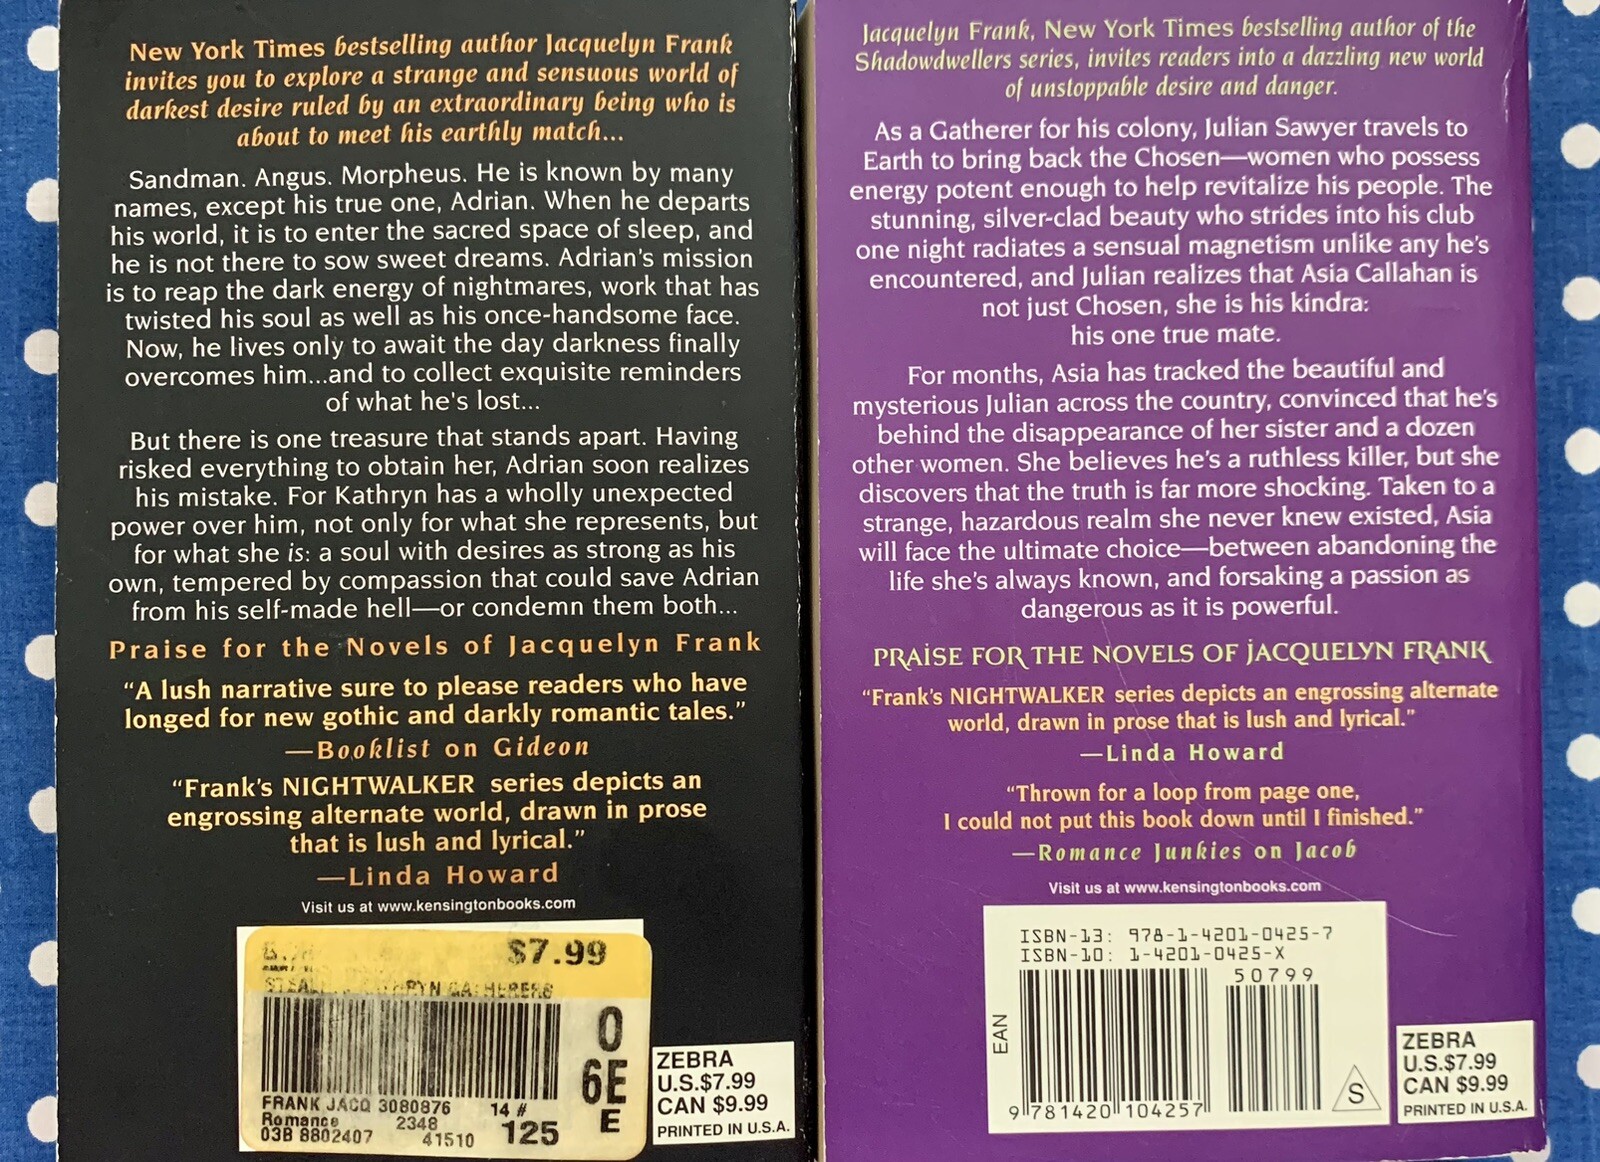 New York Times bestselling author Jacquelyn Frank
invites you to explore a strange and sensuous world of
darkest desire ruled by an extraordinary being who is
about to meet his earthly match...
Sandman. Angus. Morpheus. He is known by many
names, except his true one, Adrian. When he departs
his world, it is to enter the sacred space of sleep, and
he is not there to sow sweet dreams. Adrian's mission
is to reap the dark energy of nightmares, work that has
twisted his soul as well as his once-handsome face.
Now, he lives only to await the day darkness finally
overcomes him...and to collect exquisite reminders
of what he's lost...
But there is one treasure that stands apart. Having
risked everything to obtain her, Adrian soon realizes
his mistake. For Kathryn has a wholly unexpected
power over him, not only for what she represents, but
for what she is: a soul with desires as strong as his
own, tempered by compassion that could save Adrian
from his self-made hell—or condemn them both...
Praise for the Novels of Jacquelyn Frank
“A lush narrative sure to please readers who have
longed for new gothic and darkly romantic tales.”
—Booklist on Gideon
“Frank's NIGHTWALKER series depicts an
engrossing alternate world, drawn in prose
that is lush and lyrical.”
—Linda Howard
Visit us at www.kensingtonbooks.com
$7.99
GATHERERS
O
6E
E
FRANK JACQ 3080876 14 #
Romance 2348
03B 8802407 41510 125
ZEBRA
U.S.$7.99
CAN $9.99
PRINTED IN U.S.A.
Jacquelyn Frank, New York Times bestselling author of the
Shadowdwellers series, invites readers into a dazzling new world
of unstoppable desire and danger.
As a Gatherer for his colony, Julian Sawyer travels to
Earth to bring back the Chosen—women who possess
energy potent enough to help revitalize his people. The
stunning, silver-clad beauty who strides into his club
one night radiates a sensual magnetism unlike any he's
encountered, and Julian realizes that Asia Callahan is
not just Chosen, she is his kindra:
his one true mate.
For months, Asia has tracked the beautiful and
mysterious Julian across the country, convinced that he's
behind the disappearance of her sister and a dozen
other women. She believes he's a ruthless killer, but she
discovers that the truth is far more shocking. Taken to a
strange, hazardous realm she never knew existed, Asia
will face the ultimate choice—between abandoning the
life she's always known, and forsaking a passion as
dangerous as it is powerful.
PRAISE FOR THE NOVELS OF JACQUELYN FRANK
“Frank's NIGHTWALKER series depicts an engrossing alternate
world, drawn in prose that is lush and lyrical.”
—Linda Howard
“Thrown for a loop from page one,
I could not put this book down until I finished.”
—Romance Junkies on Jacob
Visit us at www.kensingtonbooks.com
ISBN-13: 978-1-4201-0425-7
ISBN-10: 1-4201-0425-X
50799
EAN
9 781420 104257
S
ZEBRA
U.S.$7.99
CAN $9.99
PRINTED IN U.S.A.